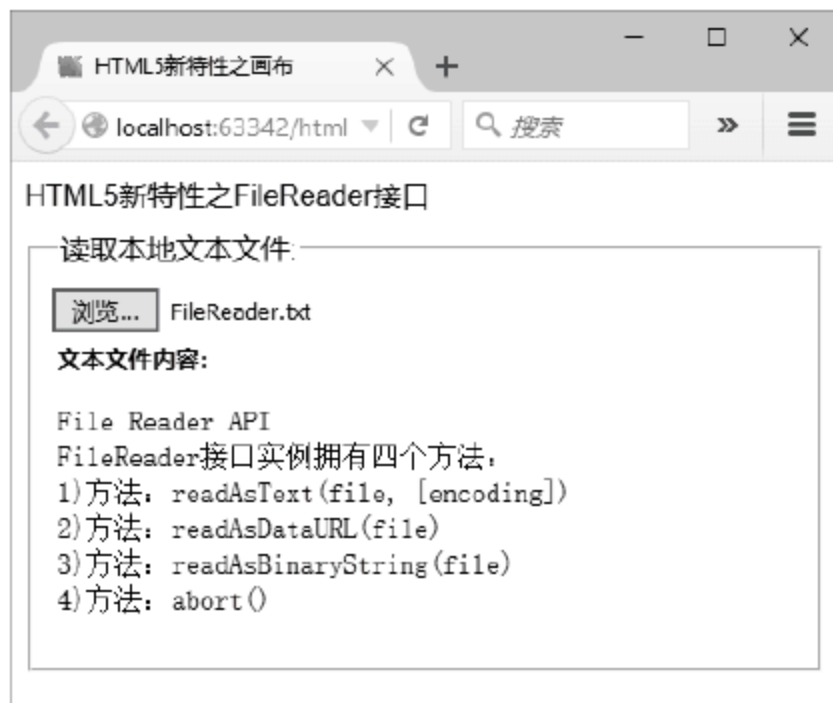 HTML5新特性之画布
localhost:63342/html
搜索
HTML5新特性之FileReader接口
读取本地文本文件:
浏览... FileReader.txt
文本文件内容:
File Reader API
FileReader接口实例拥有四个方法：
1)方法：readAsText(file, [encoding])
2)方法：readAsDataURL(file)
3)方法：readAsBinaryString(file)
4)方法：abort()